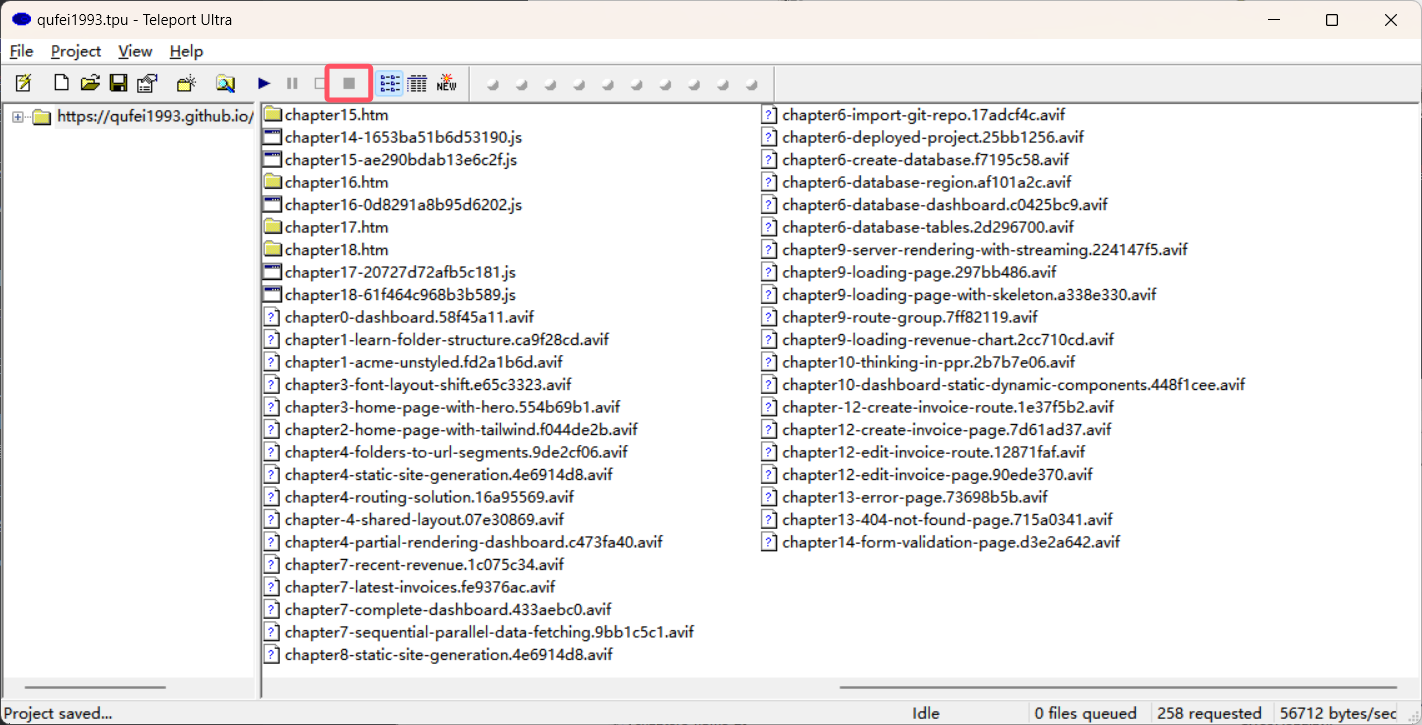 qufei1993.tpu - Teleport Ultra
File Project View Help
NEW
https://qufei1993.github.io/
chapter15.htm
chapter14-1653ba51b6d53190.js
chapter15-ae290bdab13e6c2f.js
chapter16.htm
chapter16-0d8291a8b95d6202.js
chapter17.htm
chapter18.htm
chapter17-20727d72afb5c181.js
chapter18-61f464c968b3b589.js
chapter0-dashboard.58f45a11.avif
chapter1-learn-folder-structure.ca9f28cd.avif
chapter1-acme-unstyled.fd2a1b6d.avif
chapter3-font-layout-shift.e65c3323.avif
chapter3-home-page-with-hero.554b69b1.avif
chapter2-home-page-with-tailwind.f044de2b.avif
chapter4-folders-to-url-segments.9de2cf06.avif
chapter4-static-site-generation.4e6914d8.avif
chapter4-routing-solution.16a95569.avif
chapter-4-shared-layout.07e30869.avif
chapter4-partial-rendering-dashboard.c473fa40.avif
chapter7-recent-revenue.1c075c34.avif
chapter7-latest-invoices.fe9376ac.avif
chapter7-complete-dashboard.433aebc0.avif
chapter7-sequential-parallel-data-fetching.9bb1c5c1.avif
chapter8-static-site-generation.4e6914d8.avif
chapter6-import-git-repo.17adcf4c.avif
chapter6-deployed-project.25bb1256.avif
chapter6-create-database.f7195c58.avif
chapter6-database-region.af101a2c.avif
chapter6-database-dashboard.c0425bc9.avif
chapter6-database-tables.2d296700.avif
chapter9-server-rendering-with-streaming.224147f5.avif
chapter9-loading-page.297bb486.avif
chapter9-loading-page-with-skeleton.a338e330.avif
chapter9-route-group.7ff82119.avif
chapter9-loading-revenue-chart.2cc710cd.avif
chapter10-thinking-in-ppr.2b7b7e06.avif
chapter10-dashboard-static-dynamic-components.448f1cee.avif
chapter-12-create-invoice-route.1e37f5b2.avif
chapter12-create-invoice-page.7d61ad37.avif
chapter12-edit-invoice-route.12871faf.avif
chapter12-edit-invoice-page.90ede370.avif
chapter13-error-page.73698b5b.avif
chapter13-404-not-found-page.715a0341.avif
chapter14-form-validation-page.d3e2a642.avif
Project saved... Idle 0 files queued 258 requested 56712 bytes/sec